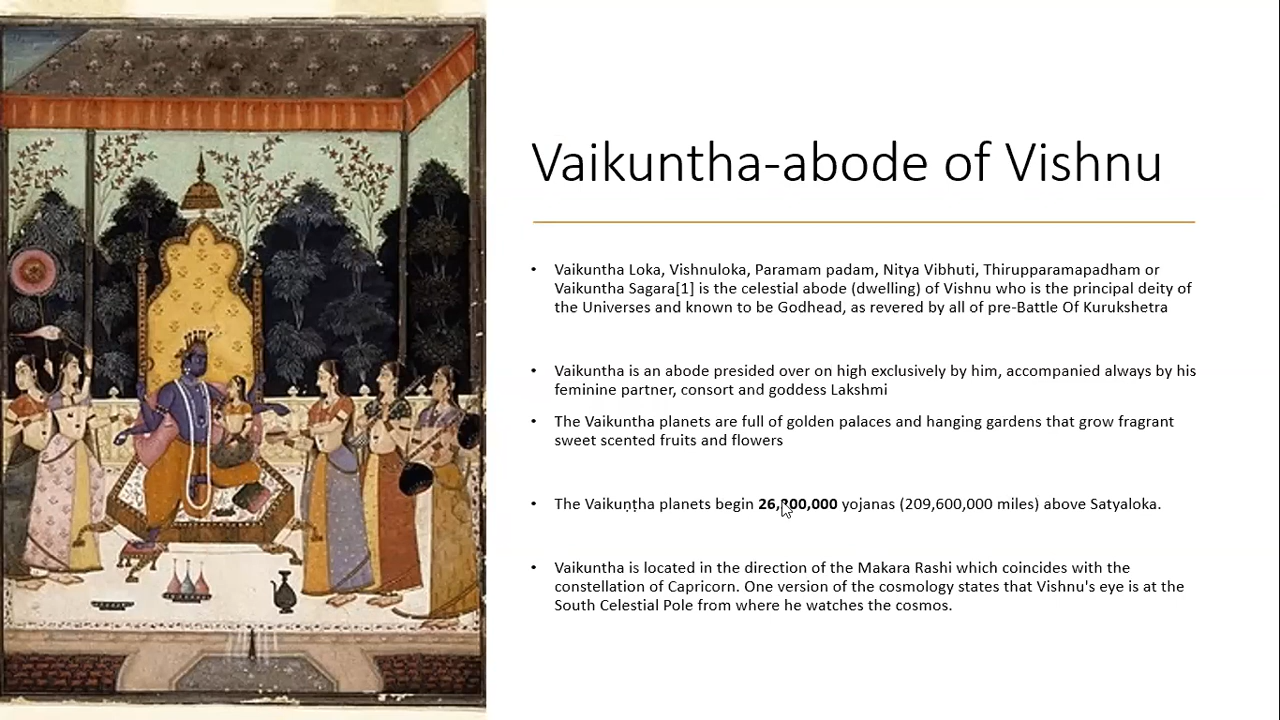 Vaikuntha-abode of Vishnu
• Vaikuntha Loka, Vishnuloka, Paramam padam, Nitya Vibhuti, Thirupparamapadham or
Vaikuntha Sagara[1] is the celestial abode (dwelling) of Vishnu who is the principal deity of
the Universes and known to be Godhead, as revered by all of pre-Battle Of Kurukshetra
• Vaikuntha is an abode presided over on high exclusively by him, accompanied always by his
feminine partner, consort and goddess Lakshmi
• The Vaikuntha planets are full of golden palaces and hanging gardens that grow fragrant
sweet scented fruits and flowers
• The Vaikuṇṭha planets begin yojanas (209,600,000 miles) above Satyaloka.
• Vaikuntha is located in the direction of the Makara Rashi which coincides with the
constellation of Capricorn. One version of the cosmology states that Vishnu's eye is at the
South Celestial Pole from where he watches the cosmos.